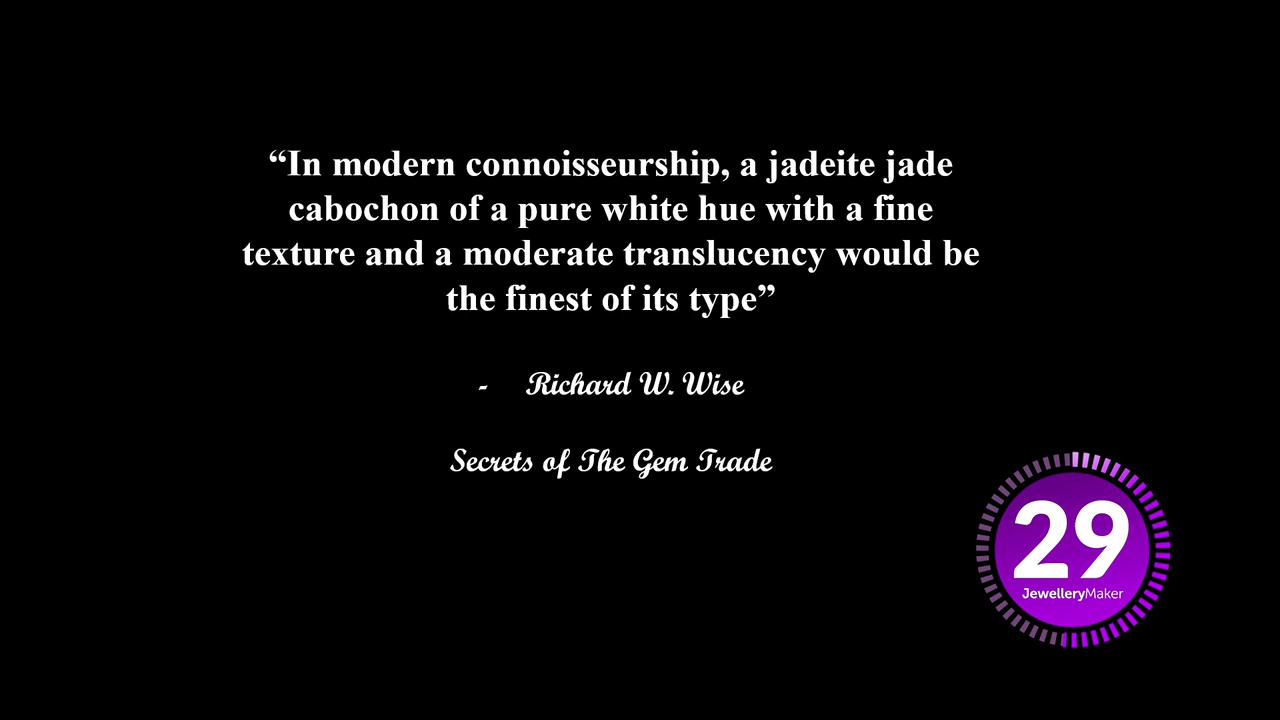 “In modern connoisseurship, a jadeite jade
cabochon of a pure white hue with a fine
texture and a moderate translucency would be
the finest of its type”
- Richard W. Wise
Secrets of The Gem Trade
29
JewelleryMaker